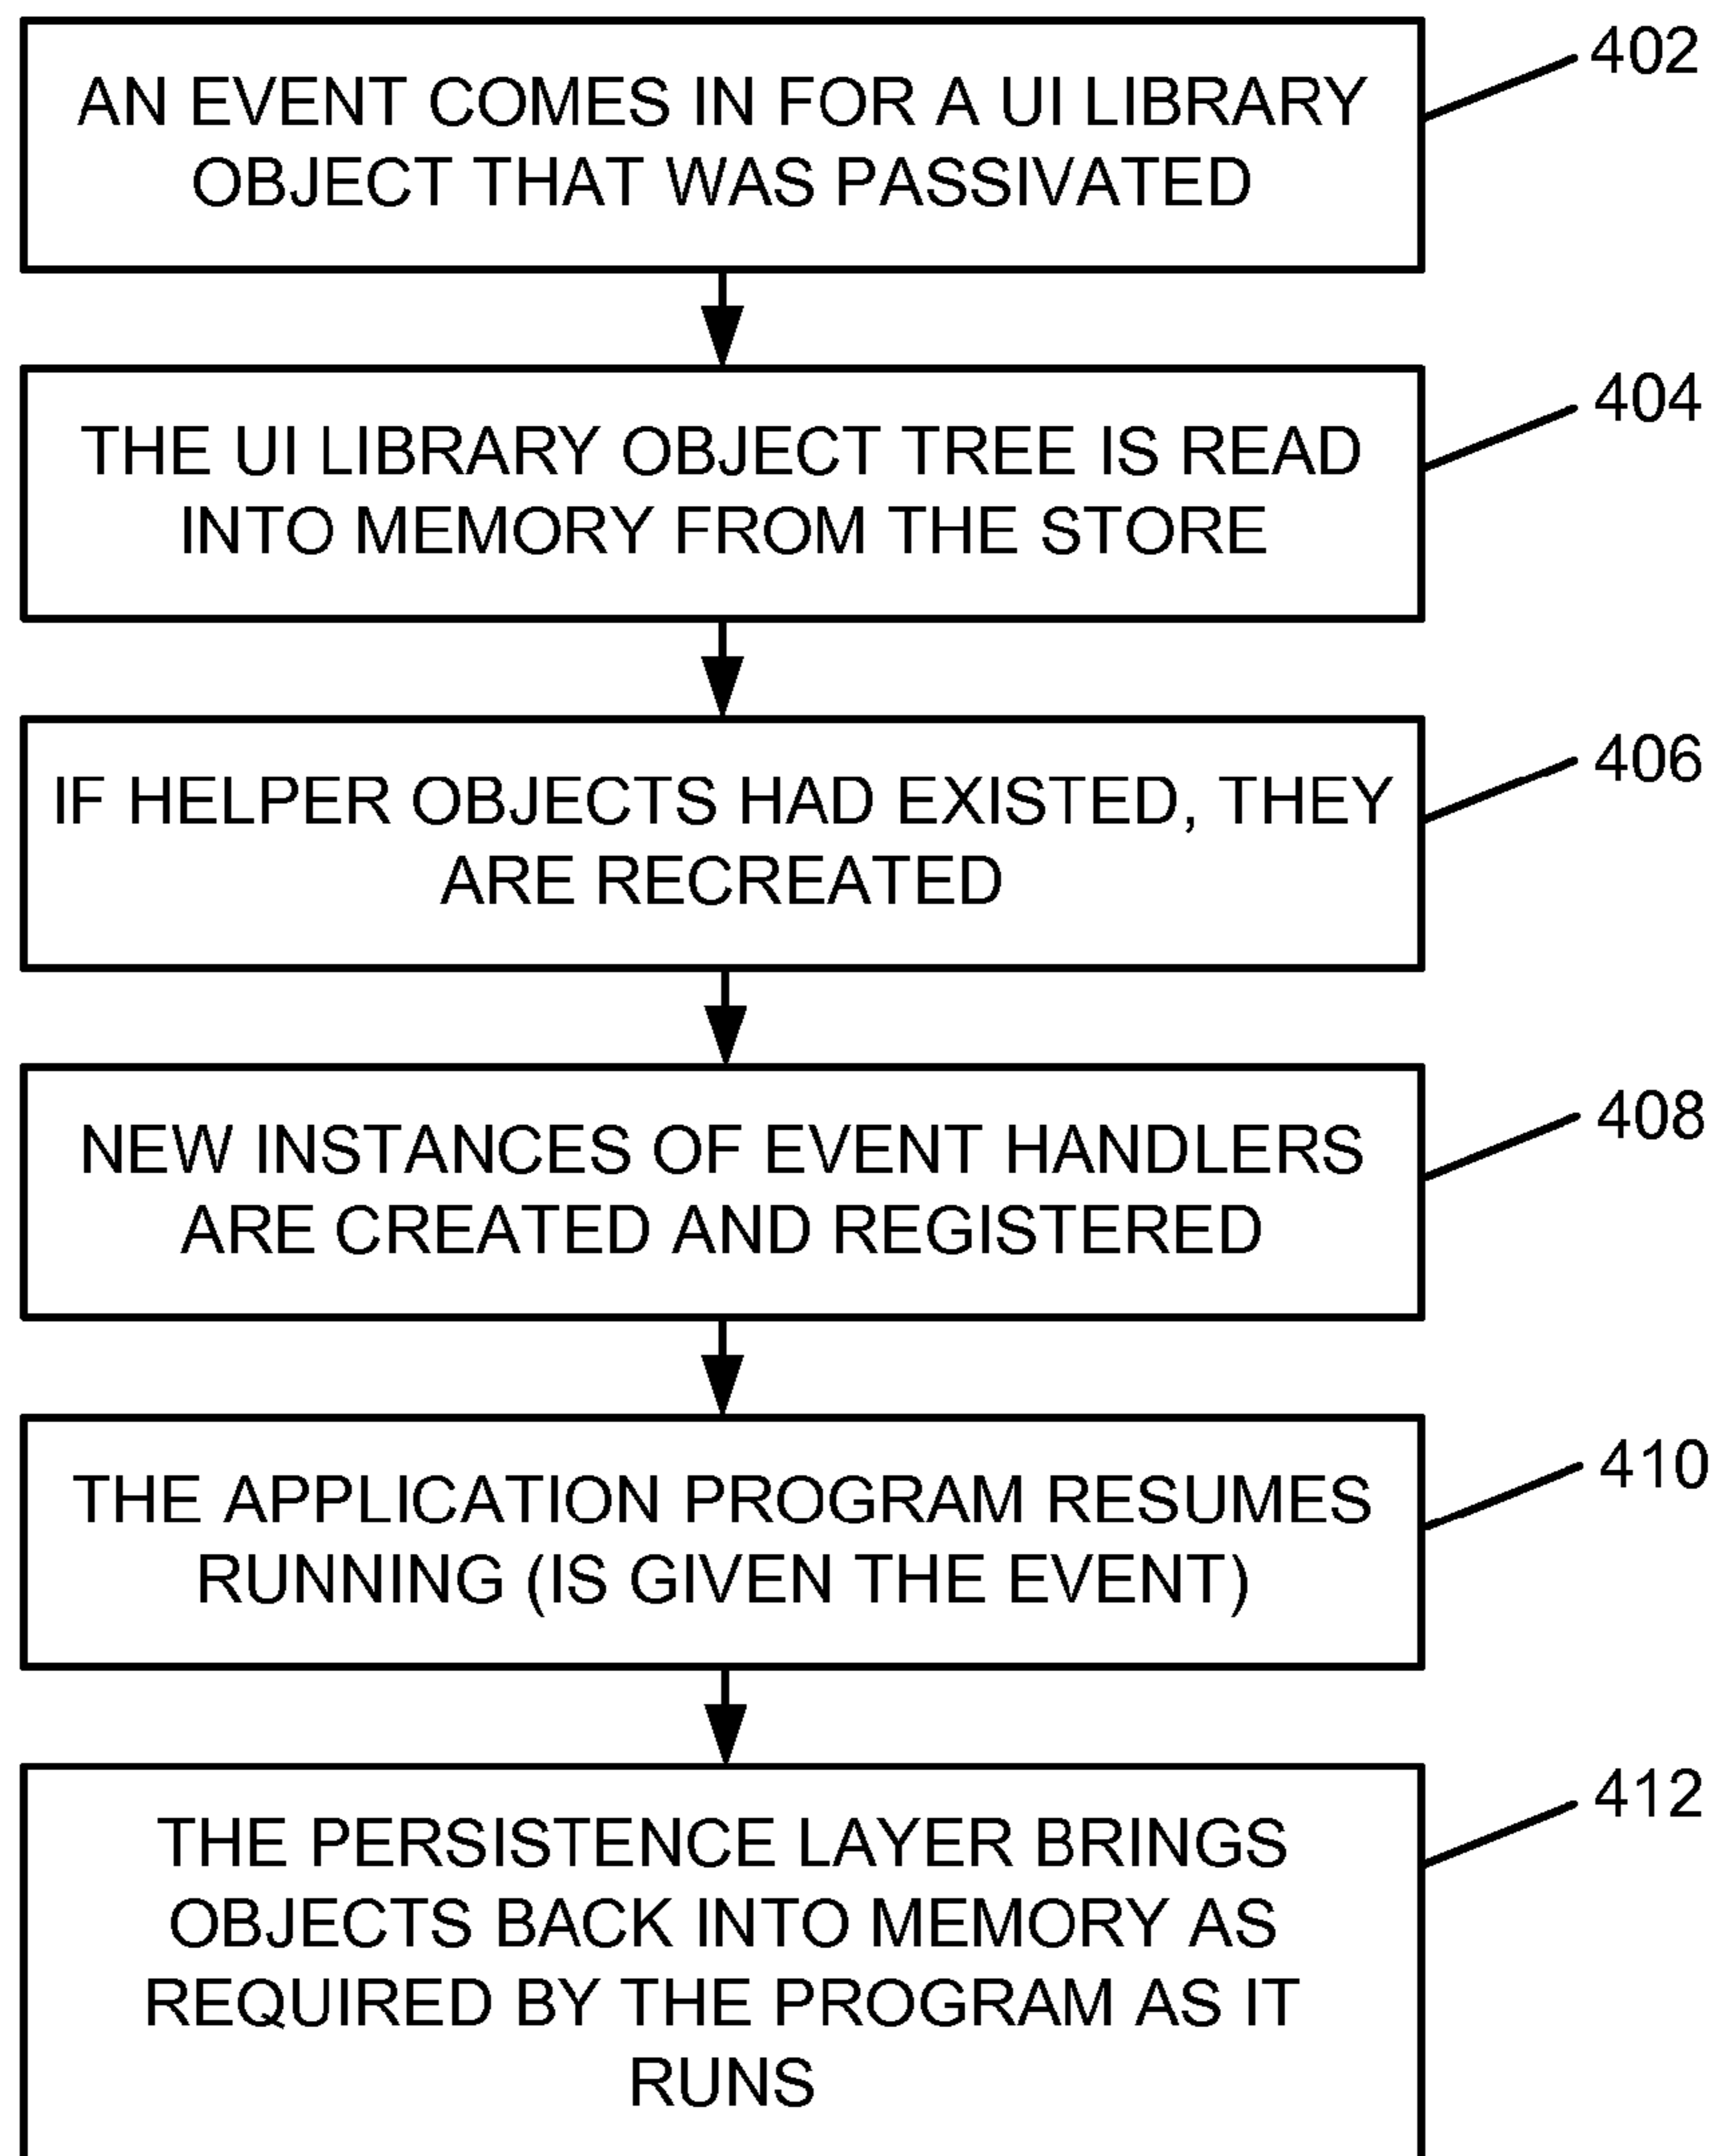 AN EVENT COMES IN FOR A UI LIBRARY
OBJECT THAT WAS PASSIVATED
402
THE UI LIBRARY OBJECT TREE IS READ
INTO MEMORY FROM THE STORE
404
IF HELPER OBJECTS HAD EXISTED, THEY
ARE RECREATED
406
NEW INSTANCES OF EVENT HANDLERS
ARE CREATED AND REGISTERED
408
THE APPLICATION PROGRAM RESUMES
RUNNING (IS GIVEN THE EVENT)
410
THE PERSISTENCE LAYER BRINGS
OBJECTS BACK INTO MEMORY AS
REQUIRED BY THE PROGRAM AS IT
RUNS
412